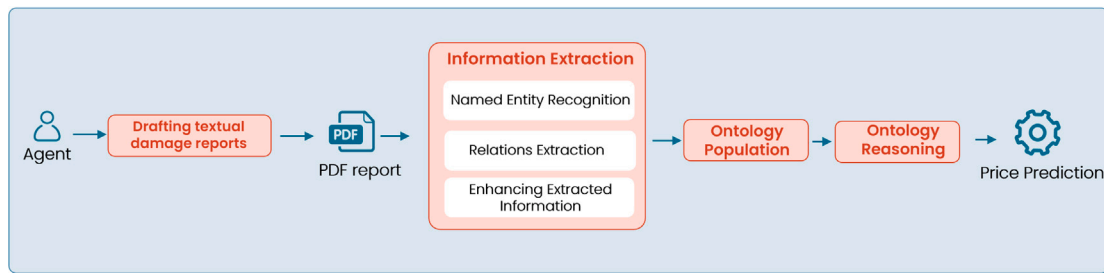 Agent
Drafting textual
damage reports
PDF
PDF report
Information Extraction
Named Entity Recognition
Relations Extraction
Enhancing Extracted
Information
Ontology
Population
Ontology
Reasoning
Price Prediction